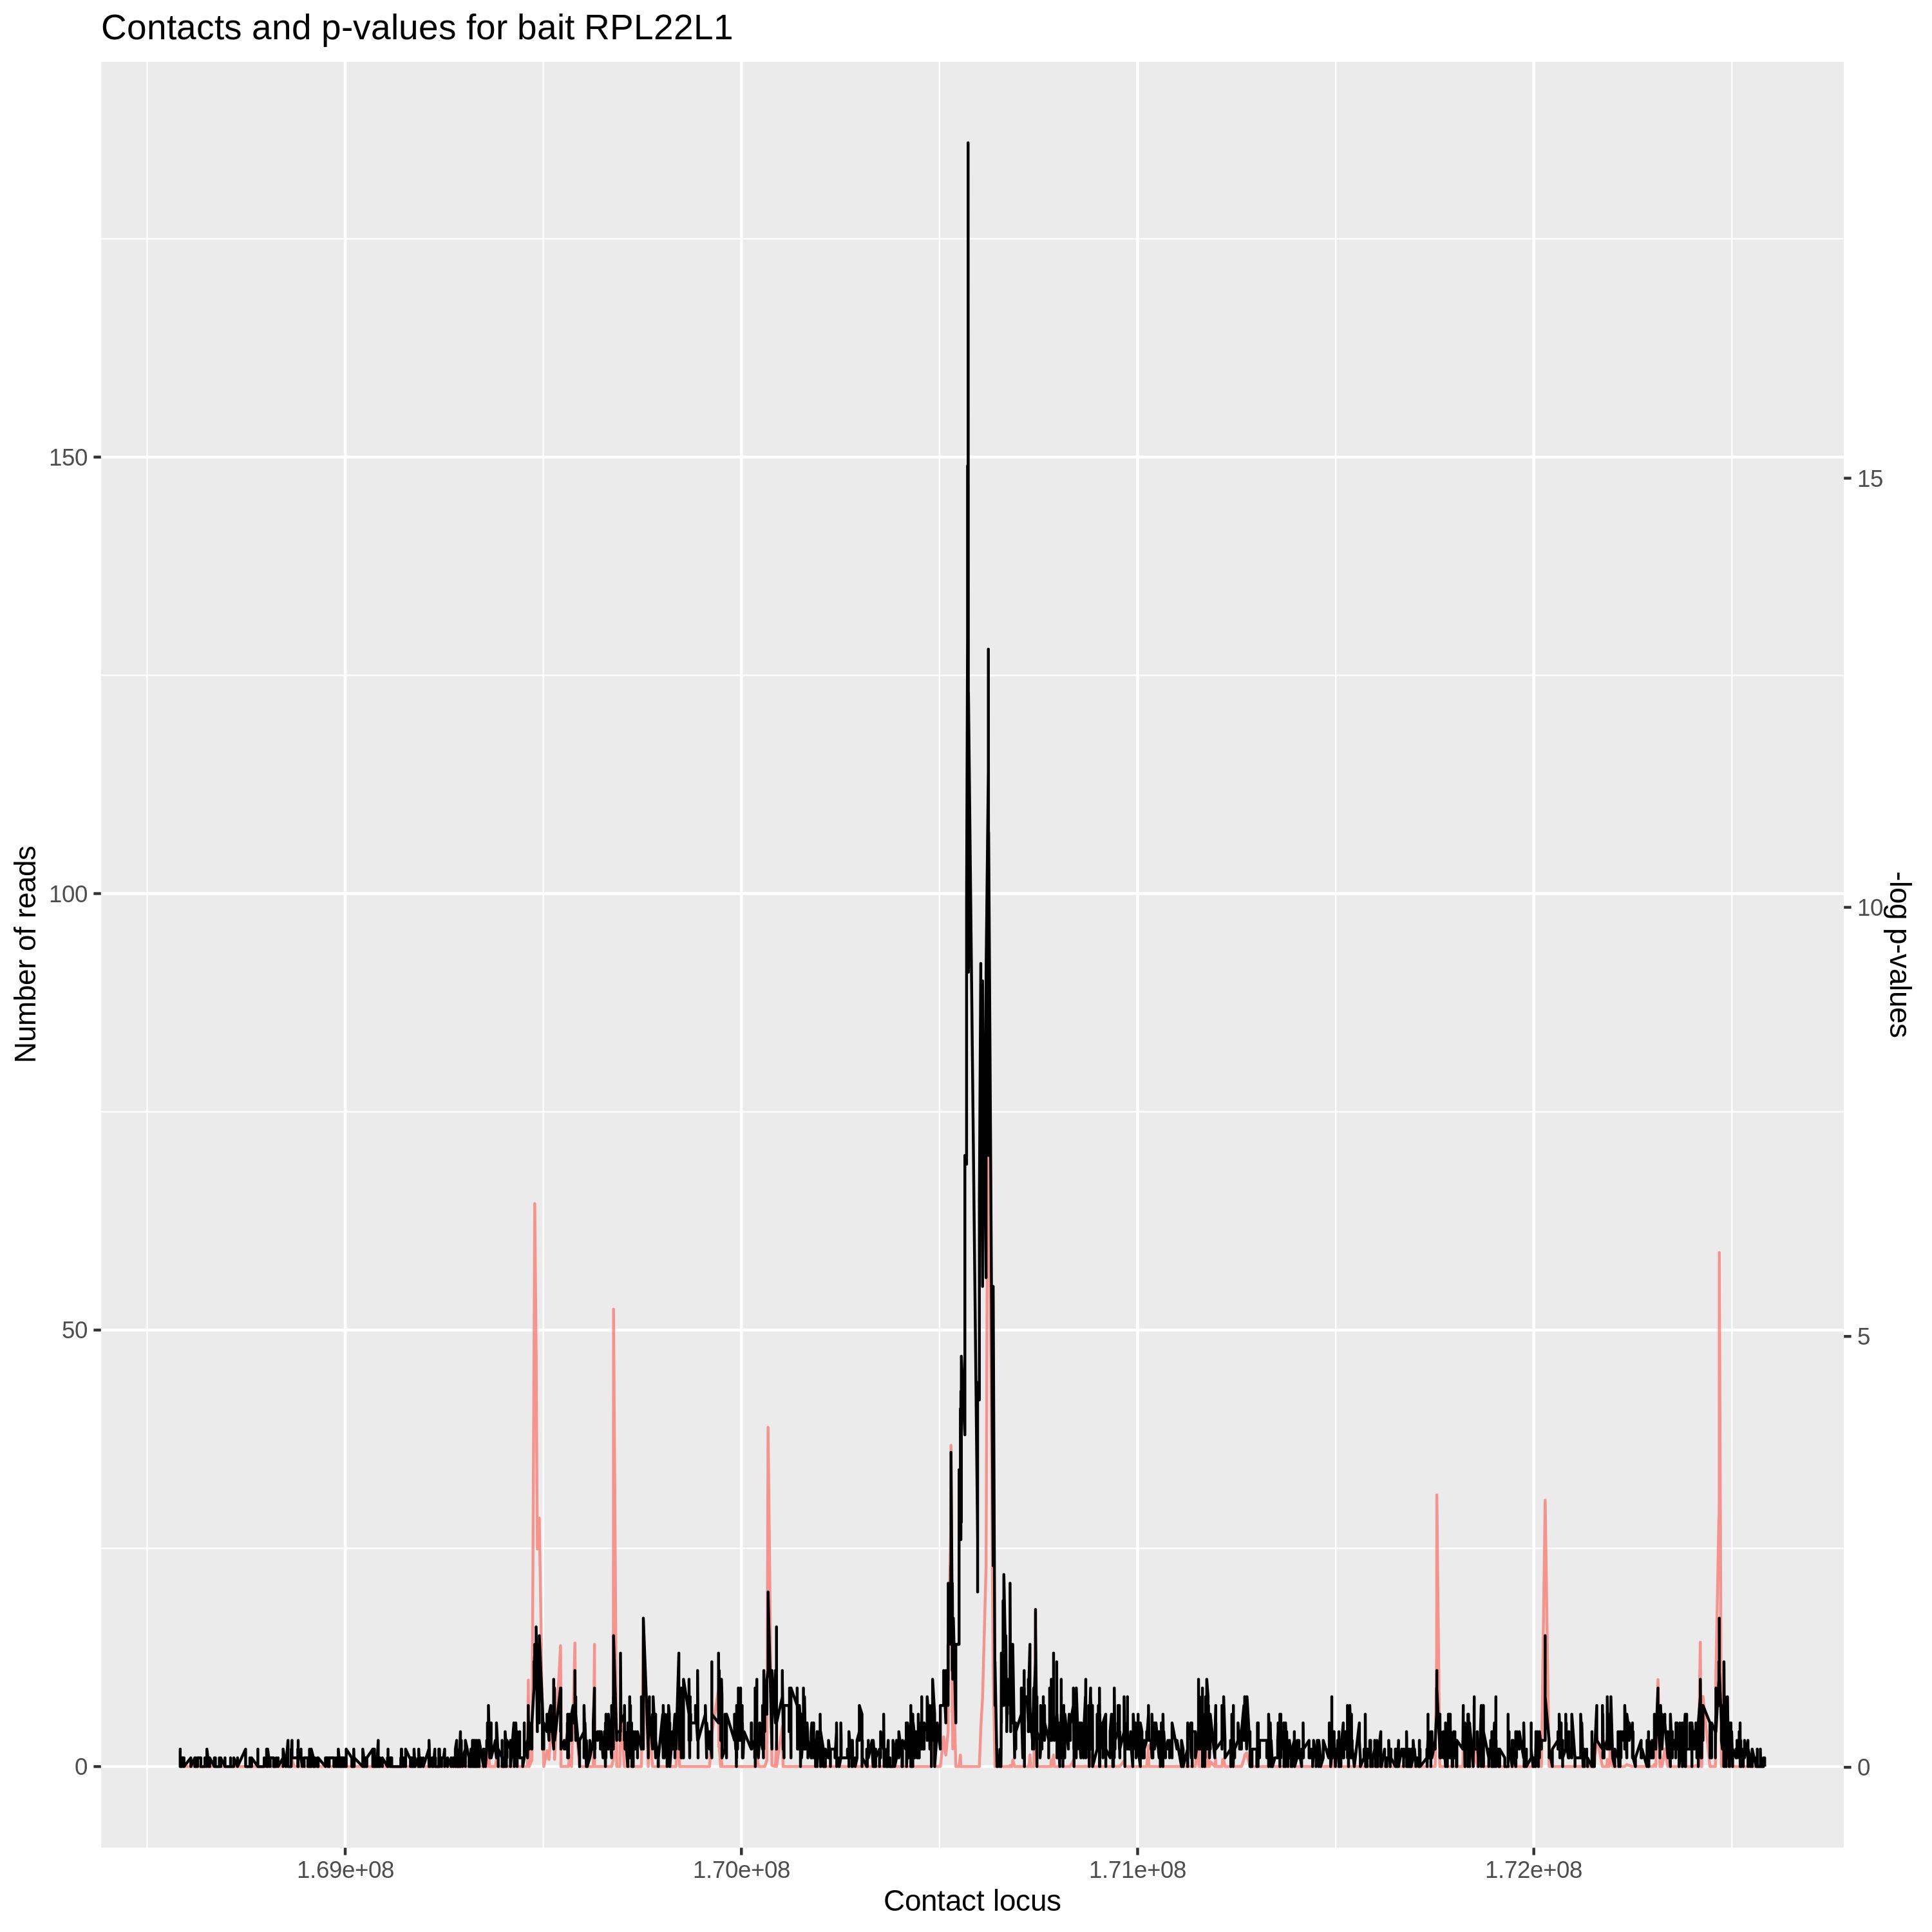 Contacts and p-values for bait RPL22L1
150
100
50
0
Number of reads
15
10
5
0
-log p-values
1.69e+08
1.70e+08
1.71e+08
1.72e+08
Contact locus